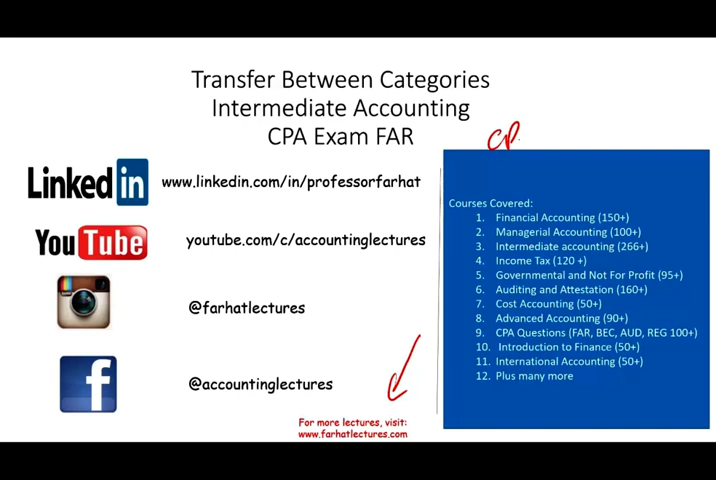 Transfer Between Categories
Intermediate Accounting
CPA Exam FAR
CP
Linked in
www.linkedin.com/in/professorfarhat
YouTube
youtube.com/c/accountinglectures
@farhatlectures
f
@accountinglectures
For more lectures, visit:
www.farhatlectures.com
Courses Covered:
1. Financial Accounting (150+)
2. Managerial Accounting (100+)
3. Intermediate accounting (266+)
4. Income Tax (120 +)
5. Governmental and Not For Profit (95+)
6. Auditing and Attestation (160+)
7. Cost Accounting (50+)
8. Advanced Accounting (90+)
9. CPA Questions (FAR, BEC, AUD, REG 100+)
10. Introduction to Finance (50+)
11. International Accounting (50+)
12. Plus many more